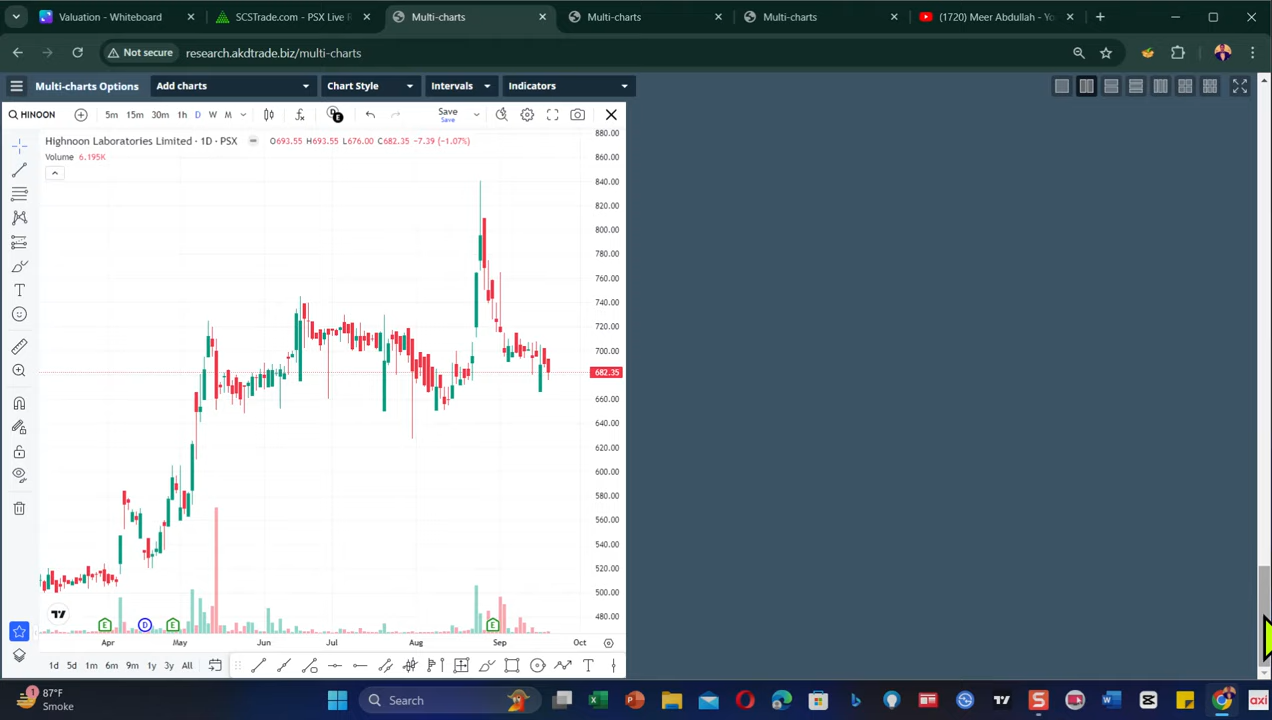 Valuation - Whiteboard
SCSTrade.com - PSX Live R
Multi-charts
Multi-charts
Multi-charts
(1720) Meer Abdullah - Yo
Not secure
research.akdtrade.biz/multi-charts
Multi-charts Options
Add charts
Chart Style
Intervals
Indicators
HINOON
5m 15m 30m 1h D W M
Save
Save
Highnoon Laboratories Limited · 1D · PSX
O693.55 H693.55 L676.00 C682.35 −7.39 (−1.07%)
Volume 6.195K
880.00
860.00
840.00
820.00
800.00
780.00
760.00
740.00
720.00
700.00
682.35
660.00
640.00
620.00
600.00
580.00
560.00
540.00
520.00
500.00
480.00
E D E E
Apr May Jun Jul Aug Sep Oct
1d 5d 1m 6m 9m 1y 3y All
1
87°F
Smoke
Search
axi